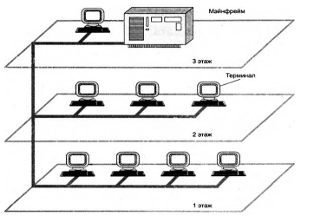 Мэйнфрейм
3 этаж
Терминал
2 этаж
1 этаж